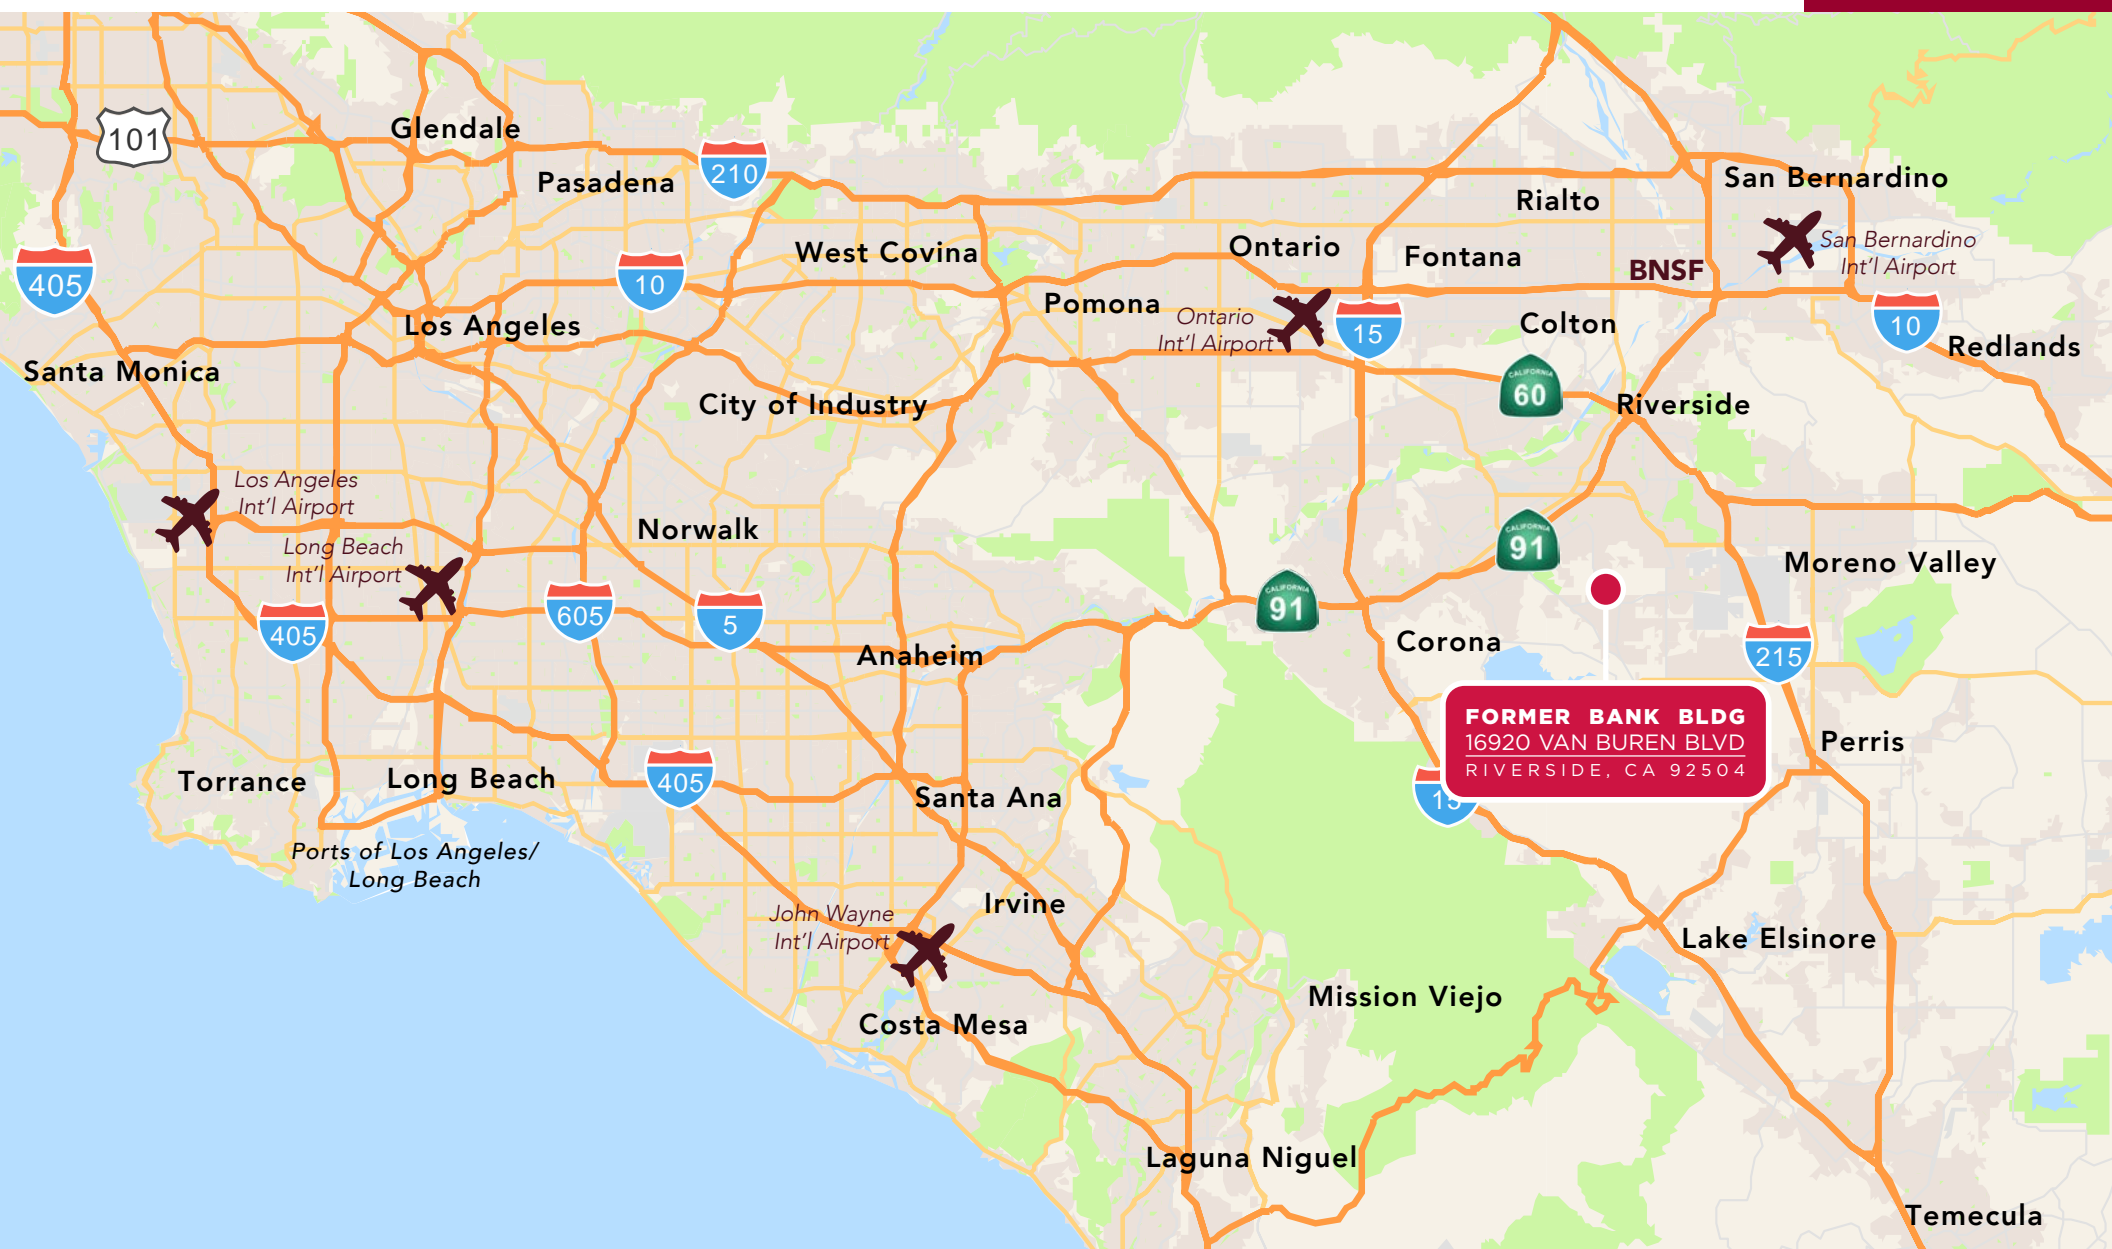 101
Glendale
Pasadena
210
San Bernardino
Rialto
West Covina
Ontario
Fontana
San Bernardino
Int'l Airport
BNSF
405
10
Pomona
Ontario
Int'l Airport
15
Colton
10
Los Angeles
Redlands
Santa Monica
City of Industry
CALIFORNIA
60
Riverside
Los Angeles
Int'l Airport
Norwalk
Long Beach
Int'l Airport
CALIFORNIA
91
Moreno Valley
405
605
5
CALIFORNIA
91
Anaheim
Corona
215
FORMER BANK BLDG
16920 VAN BUREN BLVD
RIVERSIDE, CA 92504
Perris
Torrance
Long Beach
405
Santa Ana
15
Ports of Los Angeles/
Long Beach
John Wayne
Int'l Airport
Irvine
Lake Elsinore
Mission Viejo
Costa Mesa
Laguna Niguel
Temecula